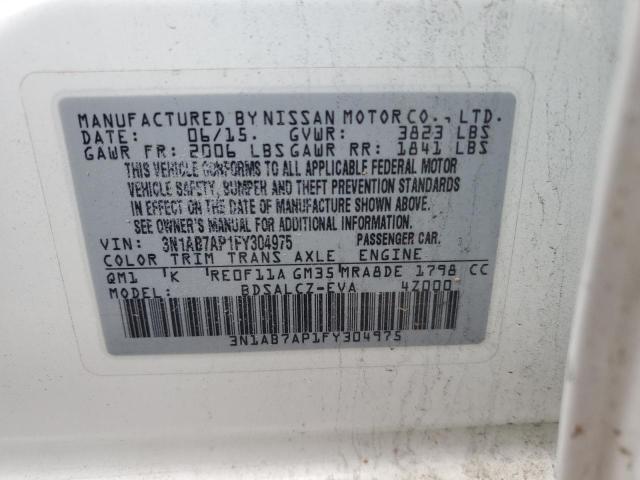 MANUFACTURED BY NISSAN MOTOR CO., LTD.
DATE: 06/15. GVWR: 3823 LBS
GAWR FR: 2006 LBS GAWR RR: 1841 LBS
THIS VEHICLE CONFORMS TO ALL APPLICABLE FEDERAL MOTOR
VEHICLE SAFETY, BUMPER AND THEFT PREVENTION STANDARDS
IN EFFECT ON THE DATE OF MANUFACTURE SHOWN ABOVE.
SEE OWNER'S MANUAL FOR ADDITIONAL INFORMATION.
VIN: 3N1AB7AP1FY304975 PASSENGER CAR.
COLOR TRIM TRANS AXLE ENGINE
QM1 K RE0F11A GM35 MRA8DE 1798 CC
MODEL: BDSALCZ-EVA 4Z000
3N1AB7AP1FY304975